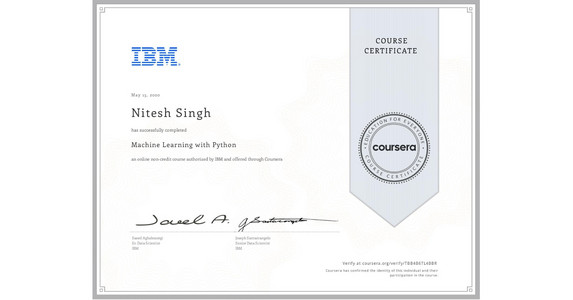 COURSE
CERTIFICATE
IBM
May 15, 2020
Nitesh Singh
has successfully completed
Machine Learning with Python
an online non-credit course authorized by IBM and offered through Coursera
EDUCATION FOR EVERYONE
coursera
COURSE CERTIFICATE
Saeed Aghabozorgi
Sr. Data Scientist
IBM
Joseph Santarcangelo
Senior Data Scientist
IBM
Verify at coursera.org/verify/
Coursera has confirmed the identity of this individual and their
participation in the course.